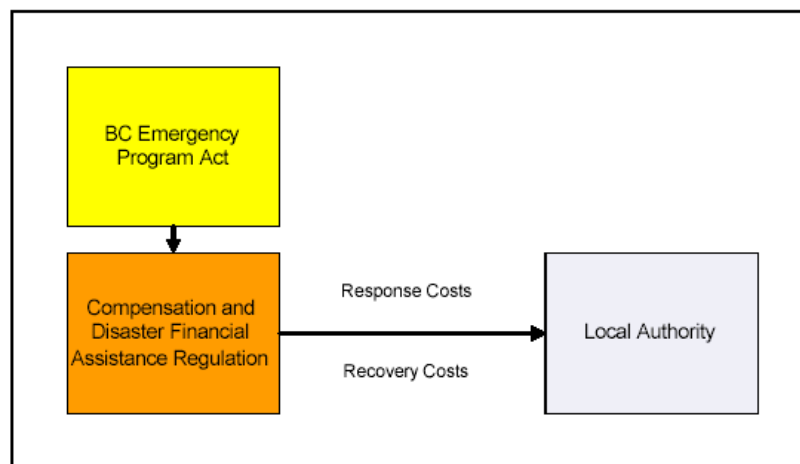 BC Emergency
Program Act
Compensation and
Disaster Financial
Assistance Regulation
Response Costs
Recovery Costs
Local Authority